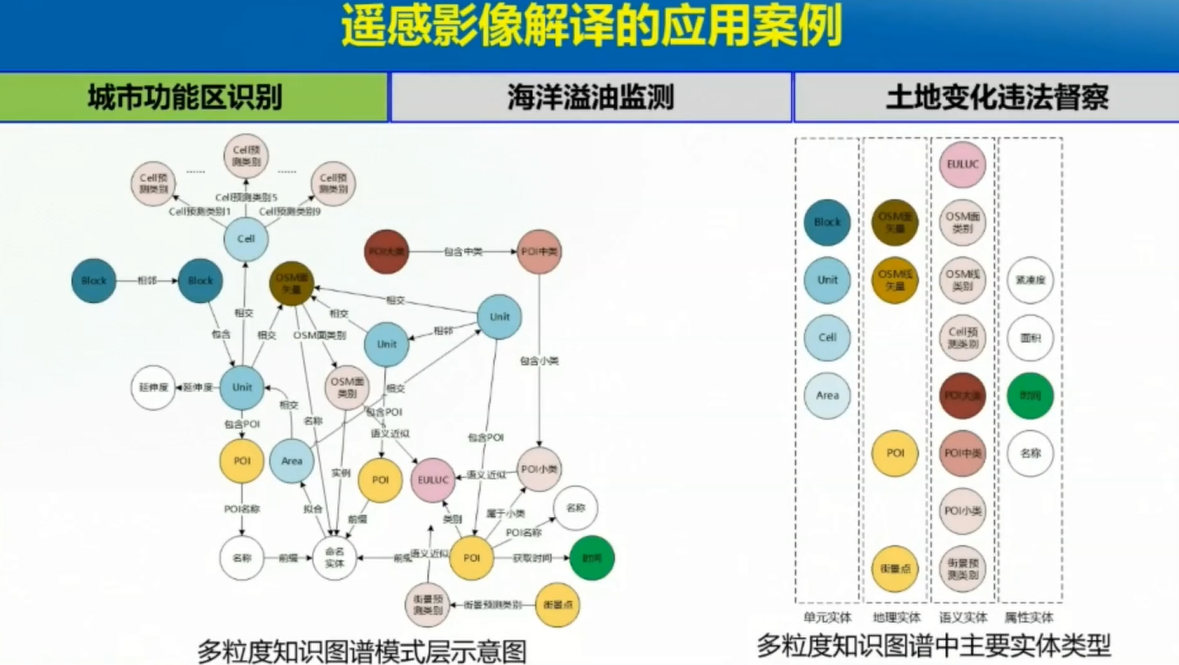 遥感影像解译的应用案例
城市功能区识别
海洋溢油监测
土地变化违法督察
Cell预
测类别
Cell预
测类别
......
......
Cell预
测类别
Cell预测类别5
Cell预测类别1
Cell预测类别9
Cell
POI大类
包含中类
POI中类
Block
相邻
Block
OSM面
矢量
相交
相交
相交
相交
Unit
包含
OSM面类别
Unit
相邻
包含小类
延伸度
延伸度
Unit
OSM面
类别
相交
相交
包含POI
包含POI
名称
语义近似
包含POI
POI
Area
实例
POI
EULUC
语义近似
POI小类
POI名称
拟合
前缀
类别
属于小类
名称
POI名称
名称
前缀
命名
实体
语义近似
POI
获取时间
时间
街景预
测类别
街景预测类别
街景点
多粒度知识图谱模式层示意图
EULUC
Block
OSM面
矢量
OSM面
类别
Unit
OSM线
矢量
OSM线
类别
紧凑度
Cell
Cell预
测类别
面积
Area
POI大类
时间
POI
POI中类
名称
POI小类
街景点
街景预
测类别
单元实体
地理实体
语义实体
属性实体
多粒度知识图谱中主要实体类型